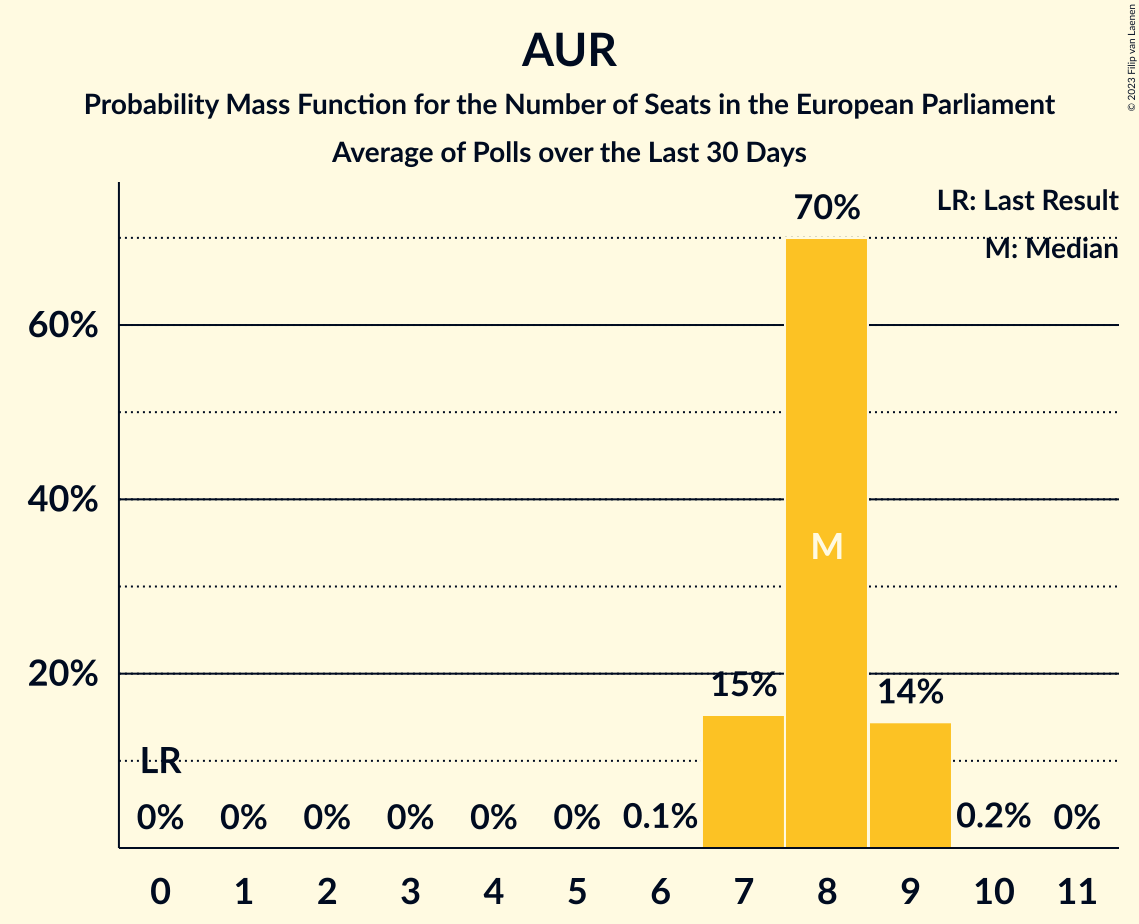 AUR
Probability Mass Function for the Number of Seats in the European Parliament
Average of Polls over the Last 30 Days
© 2023 Filip van Laenen
LR: Last Result
M: Median
70%
60%
40%
20%
M
15%
14%
LR
0% 0% 0% 0% 0% 0% 0.1% 0.2% 0%
0 1 2 3 4 5 6 7 8 9 10 11